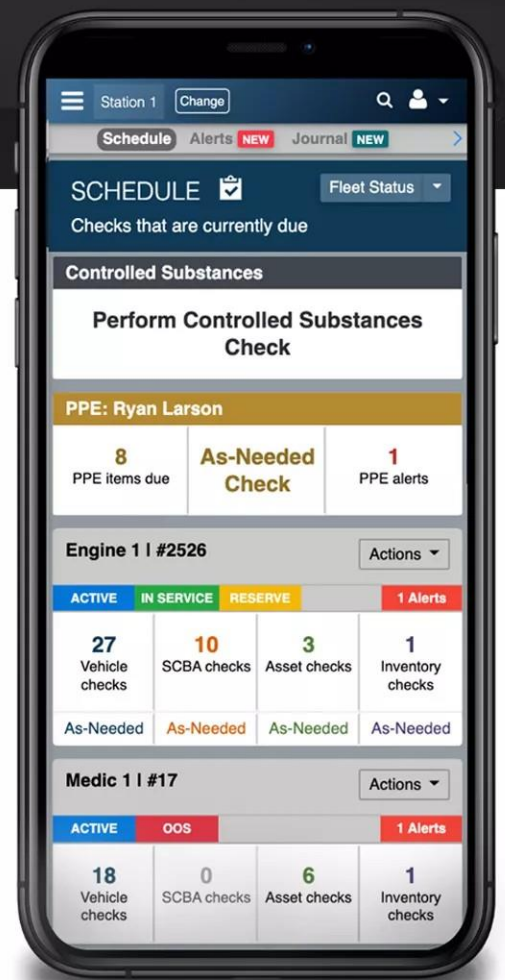 Station 1 Change
Schedule Alerts NEW Journal NEW
SCHEDULE Fleet Status
Checks that are currently due
Controlled Substances
Perform Controlled Substances
Check
PPE: Ryan Larson
8 As-Needed 1
PPE items due Check PPE alerts
Engine 1 | #2526 Actions
ACTIVE IN SERVICE RESERVE 1 Alerts
27 10 3 1
Vehicle SCBA checks Asset checks Inventory
checks checks
As-Needed As-Needed As-Needed As-Needed
Medic 1 | #17 Actions
ACTIVE OOS 1 Alerts
18 0 6 1
Vehicle SCBA checks Asset checks Inventory
checks checks